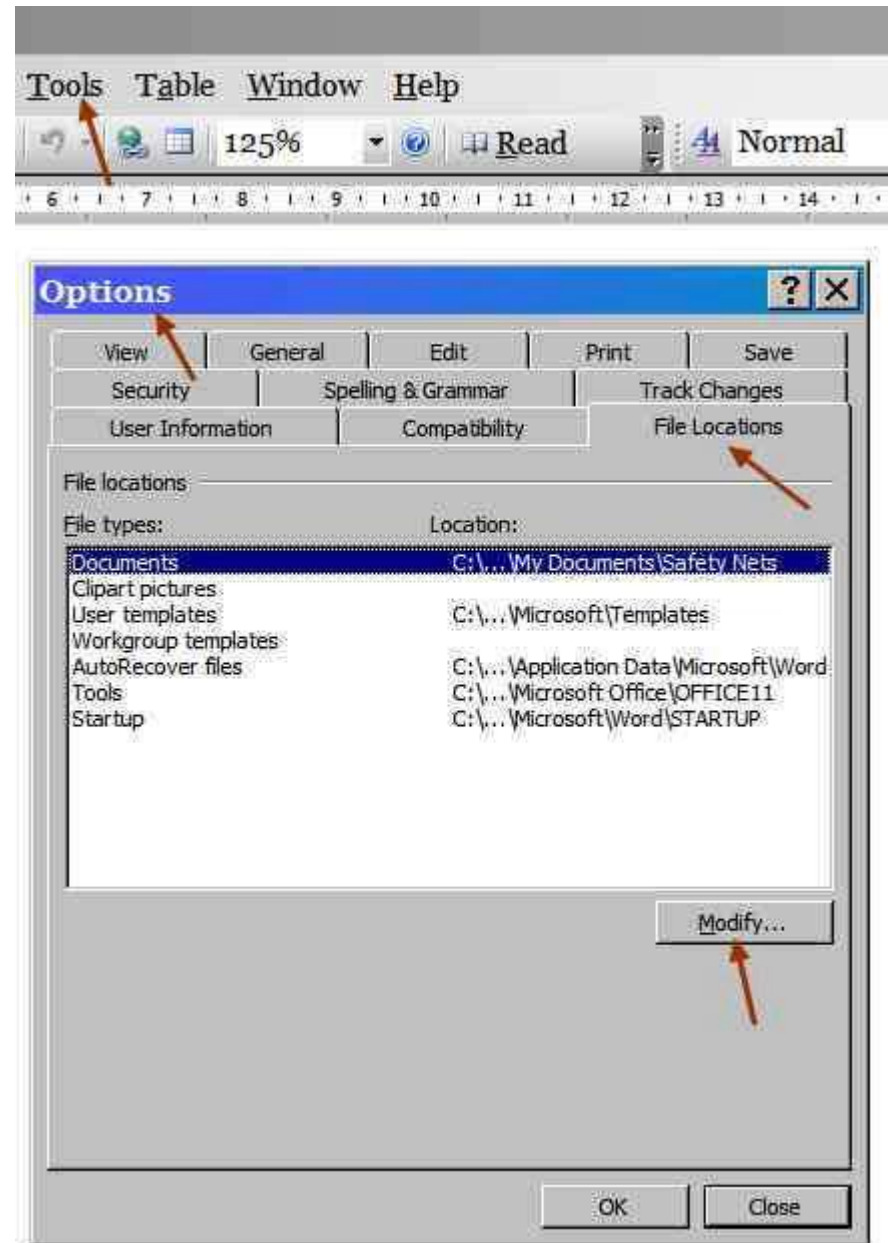 Tools Table Window Help
125% Read 44 Normal
6 7 8 9 10 11 12 13 14
Options
View General Edit Print Save
Security Spelling & Grammar Track Changes
User Information Compatibility File Locations
File locations
File types: Location:
Documents C:\...\My Documents\Safety Nets
Clipart pictures
User templates C:\...\Microsoft\Templates
Workgroup templates
AutoRecover files C:\...\Application Data\Microsoft\Word
Tools C:\...\Microsoft Office\OFFICE11
Startup C:\...\Microsoft\Word\STARTUP
Modify...
OK Close